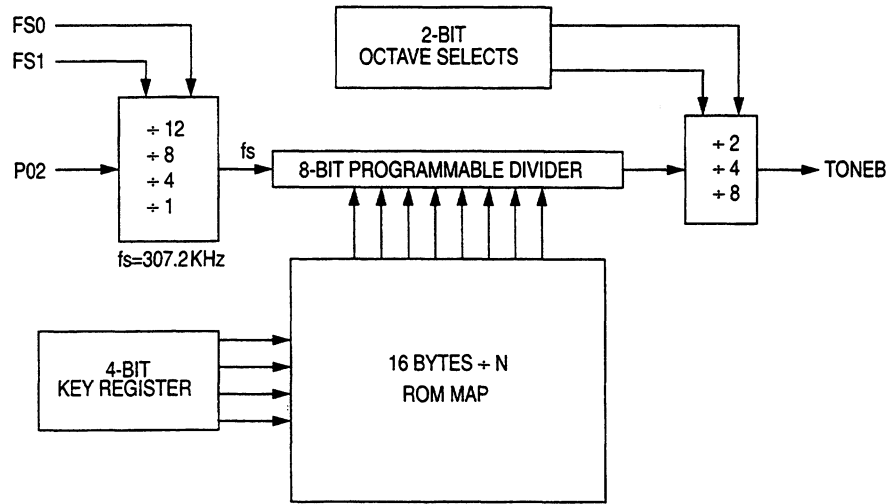 FS0
FS1
P02
÷ 12
÷ 8
÷ 4
÷ 1
fs=307.2KHz
fs
2-BIT
OCTAVE SELECTS
8-BIT PROGRAMMABLE DIVIDER
÷ 2
÷ 4
÷ 8
TONEB
4-BIT
KEY REGISTER
16 BYTES ÷ N
ROM MAP